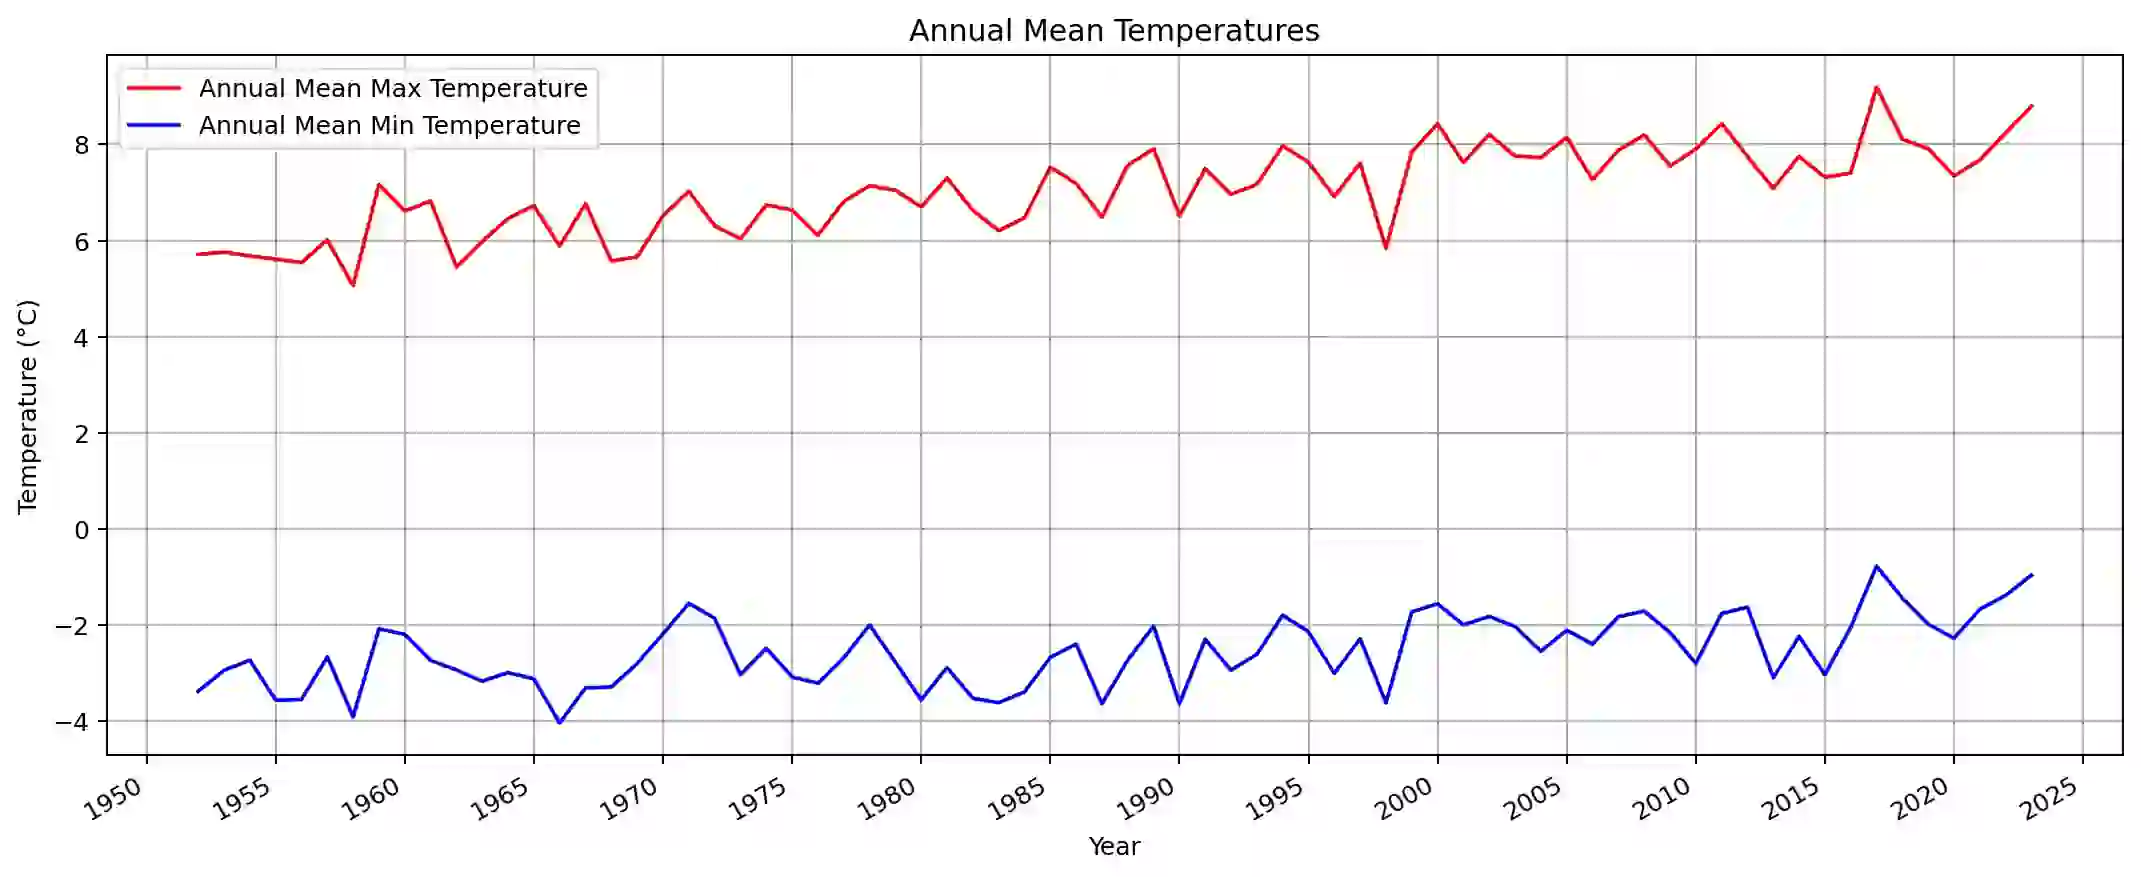 Annual Mean Temperatures
Annual Mean Max Temperature
Annual Mean Min Temperature
Temperature (°C)
8
6
4
2
0
−2
−4
1950 1955 1960 1965 1970 1975 1980 1985 1990 1995 2000 2005 2010 2015 2020 2025
Year